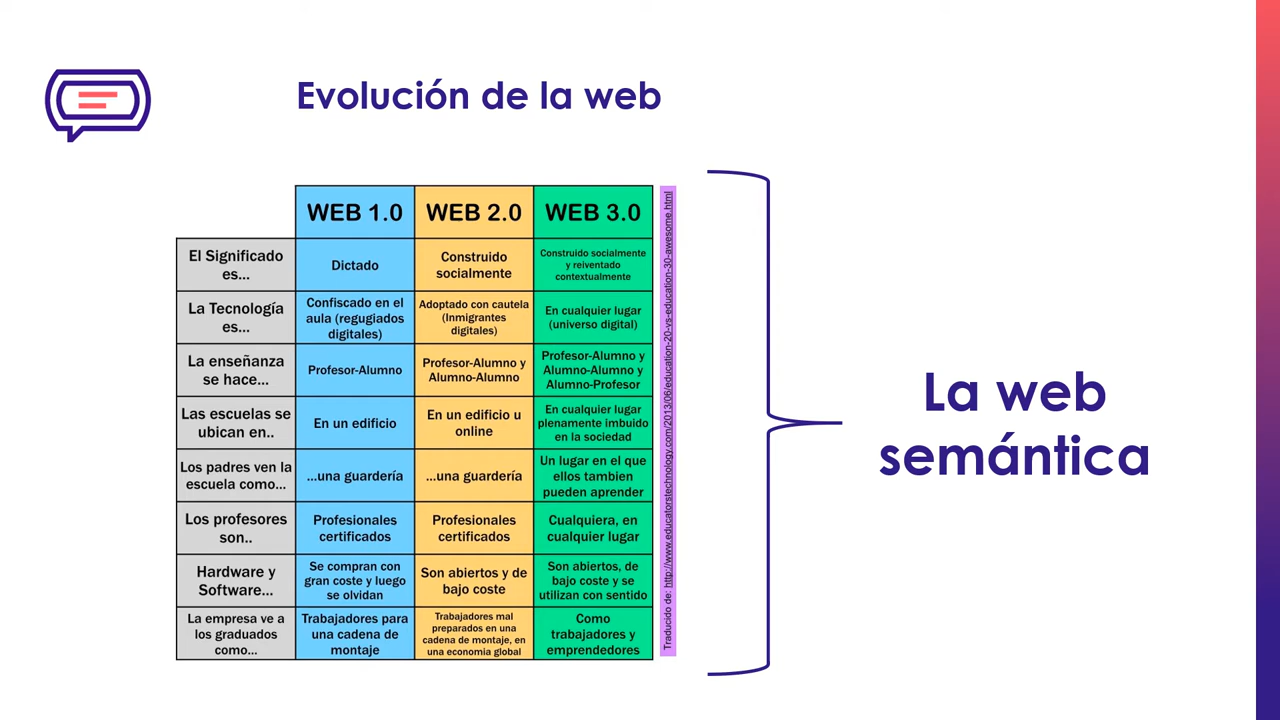 Evolución de la web
WEB 1.0 WEB 2.0 WEB 3.0
El Significado
es...
Dictado
Construido
socialmente
Construido socialmente
y reiventado
contextualmente
La Tecnología
es...
Confiscado en el
aula (regugiados
digitales)
Adoptado con cautela
(Inmigrantes
digitales)
En cualquier lugar
(universo digital)
La enseñanza
se hace...
Profesor-Alumno
Profesor-Alumno y
Alumno-Alumno
Profesor-Alumno y
Alumno-Alumno y
Alumno-Profesor
Las escuelas se
ubican en..
En un edificio
En un edificio u
online
En cualquier lugar
pienamente imbuido
en la sociedad
Los padres ven la
escuela como...
...una guardería
...una guardería
Un lugar en el que
ellos tambien
pueden aprender
Los profesores
son..
Profesionales
certificados
Profesionales
certificados
Cualquiera, en
cualquier lugar
Hardware y
Software...
Se compran con
gran coste y luego
se olvidan
Son abiertos y de
bajo coste
Son abiertos, de
bajo coste y se
utilizan con sentido
La empresa ve a
los graduados
como...
Trabajadores para
una cadena de
montaje
Trabajadores mal
preparados en una
cadena de montaje, en
una economia global
Como
trabajadores y
emprendedores
Traducido de: http://www.educatorstechnology.com/2013/06/education-20-vs-education-30-awesome.html
La web
semántica